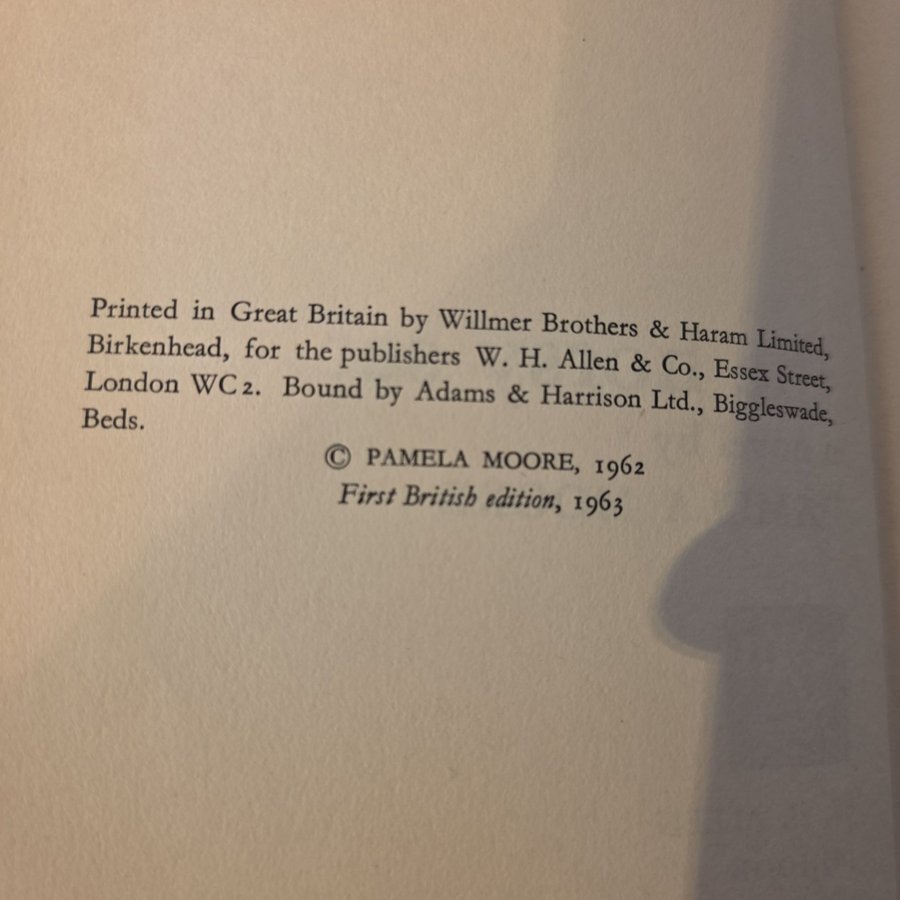 Printed in Great Britain by Willmer Brothers & Haram Limited,
Birkenhead, for the publishers W. H. Allen & Co., Essex Street,
London WC2. Bound by Adams & Harrison Ltd., Biggleswade,
Beds.
© PAMELA MOORE, 1962
First British edition, 1963